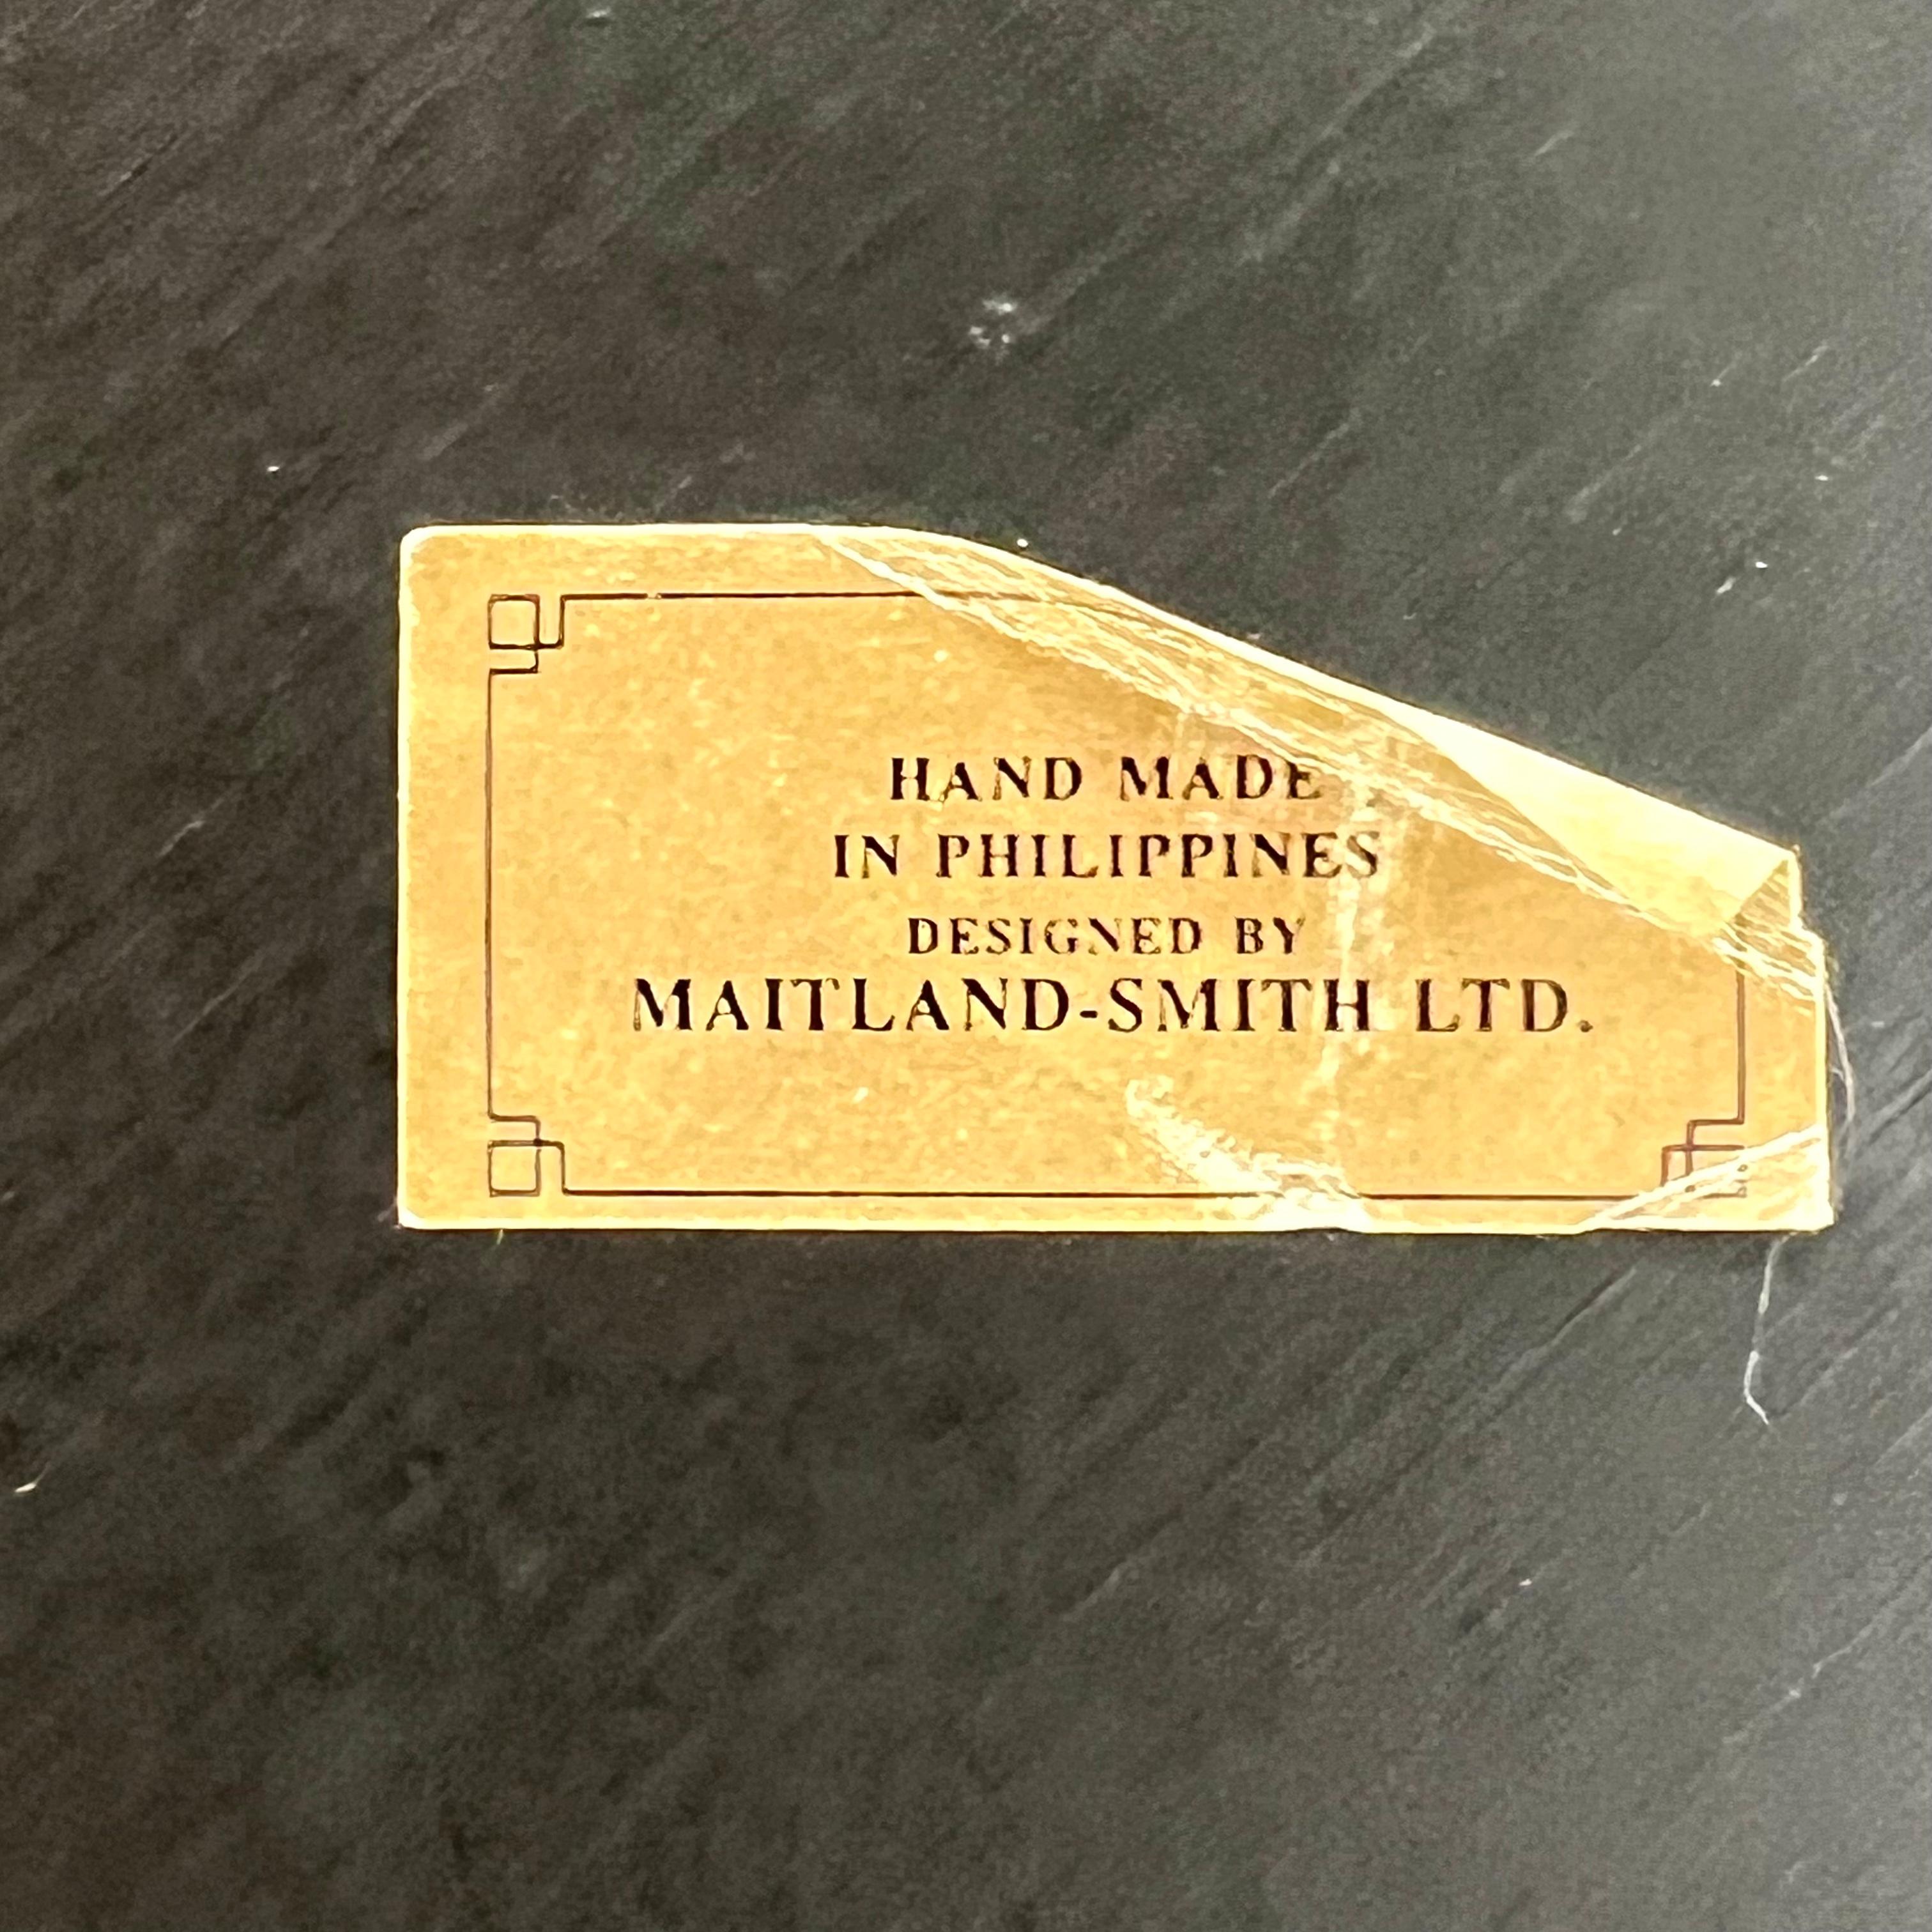 HAND MADE
IN PHILIPPINES
DESIGNED BY
MAITLAND-SMITH LTD.